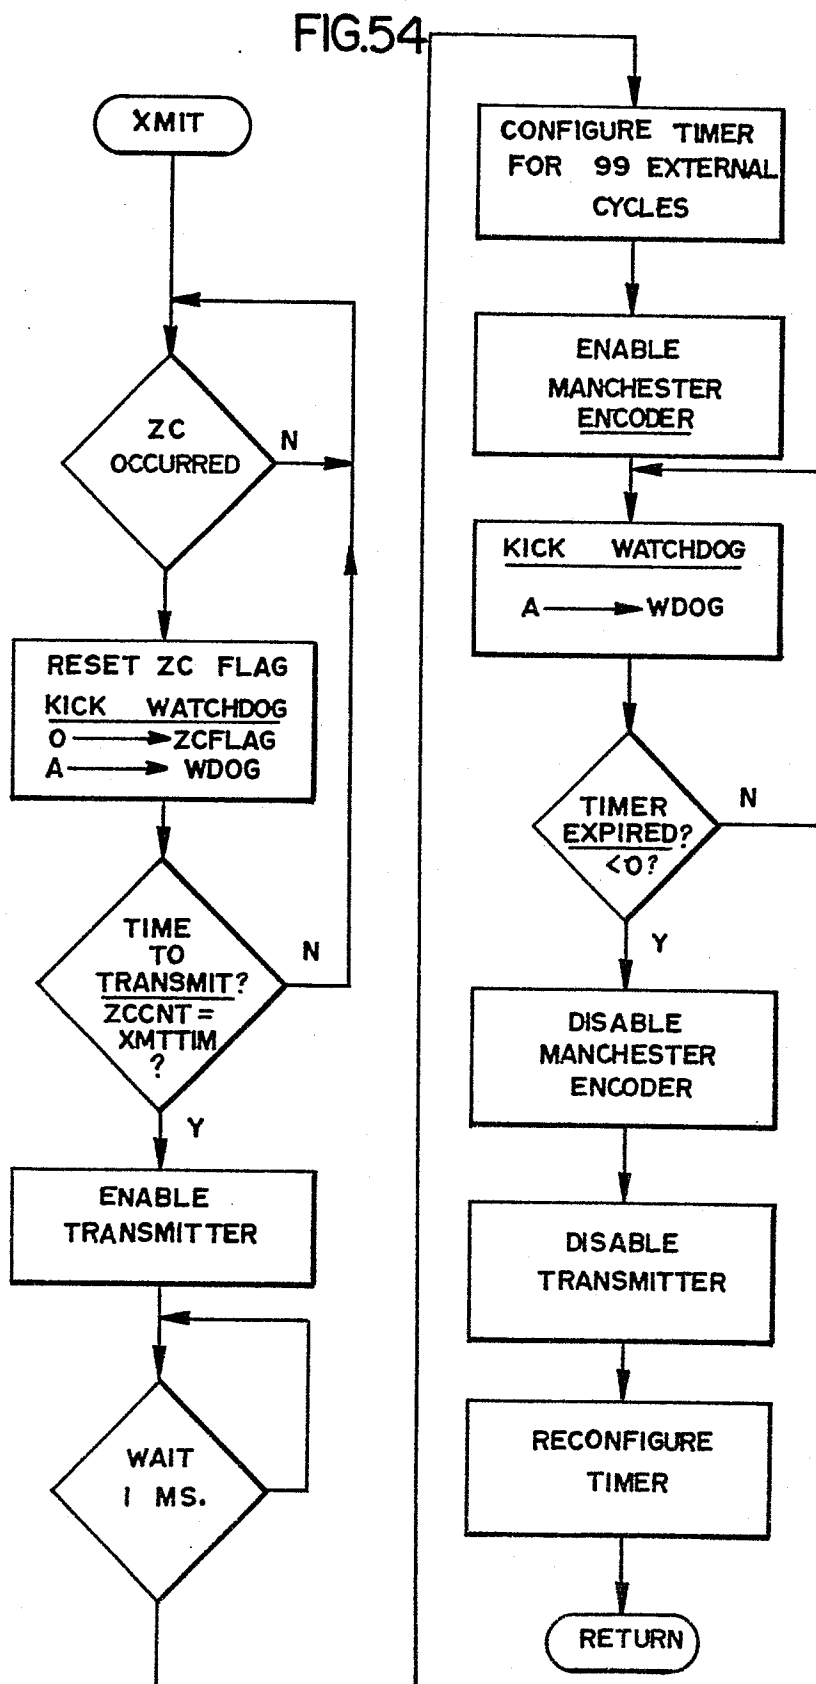 FIG.54
XMIT
ZC
OCCURRED
N
RESET ZC FLAG
KICK WATCHDOG
O → ZCFLAG
A → WDOG
TIME
TO
TRANSMIT?
ZCCNT =
XMTTIM
?
N
Y
ENABLE
TRANSMITTER
WAIT
1 MS.
CONFIGURE TIMER
FOR 99 EXTERNAL
CYCLES
ENABLE
MANCHESTER
ENCODER
KICK WATCHDOG
A → WDOG
TIMER
EXPIRED?
<0?
N
Y
DISABLE
MANCHESTER
ENCODER
DISABLE
TRANSMITTER
RECONFIGURE
TIMER
RETURN